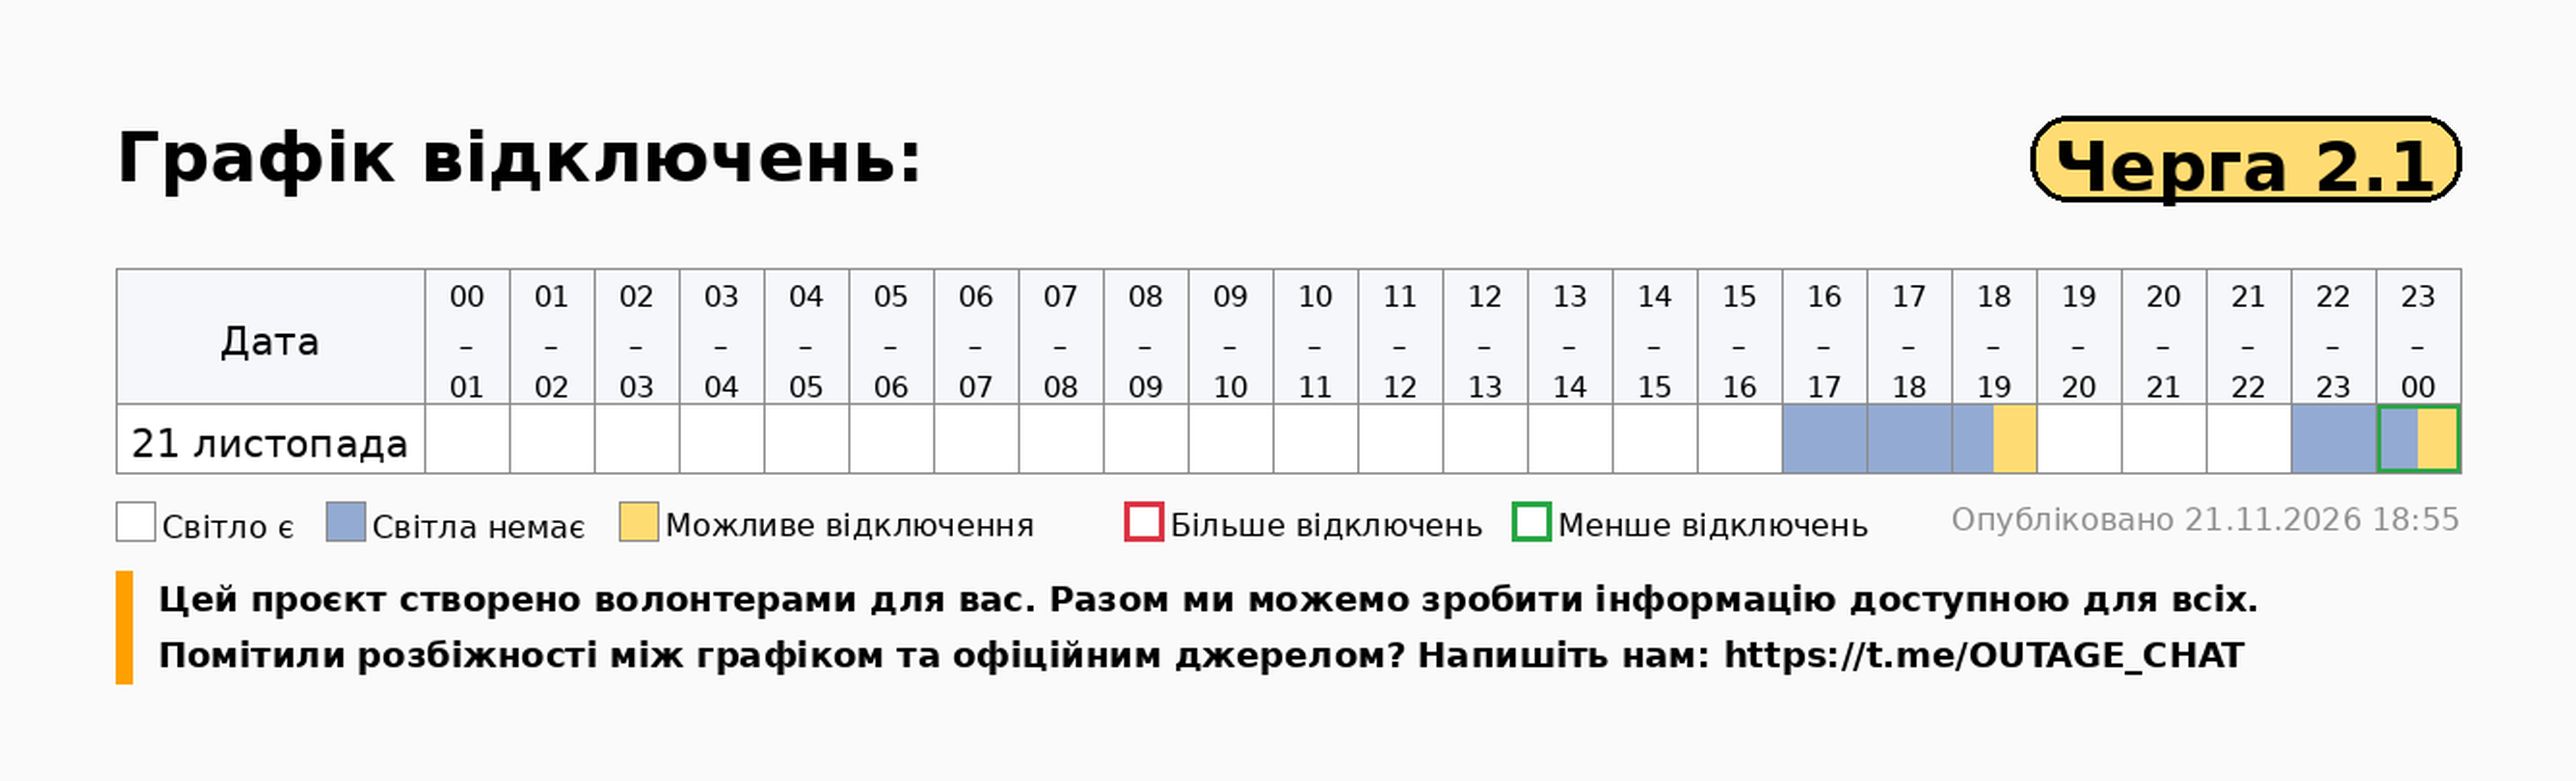 Графік відключень:
Черга 2.1
Дата
00 – 01
01 – 02
02 – 03
03 – 04
04 – 05
05 – 06
06 – 07
07 – 08
08 – 09
09 – 10
10 – 11
11 – 12
12 – 13
13 – 14
14 – 15
15 – 16
16 – 17
17 – 18
18 – 19
19 – 20
20 – 21
21 – 22
22 – 23
23 – 00
21 листопада
Світло є
Світла немає
Можливе відключення
Більше відключень
Менше відключень
Опубліковано 21.11.2026 18:55
Цей проєкт створено волонтерами для вас. Разом ми можемо зробити інформацію доступною для всіх.
Помітили розбіжності між графіком та офіційним джерелом? Напишіть нам: https://t.me/OUTAGE_CHAT